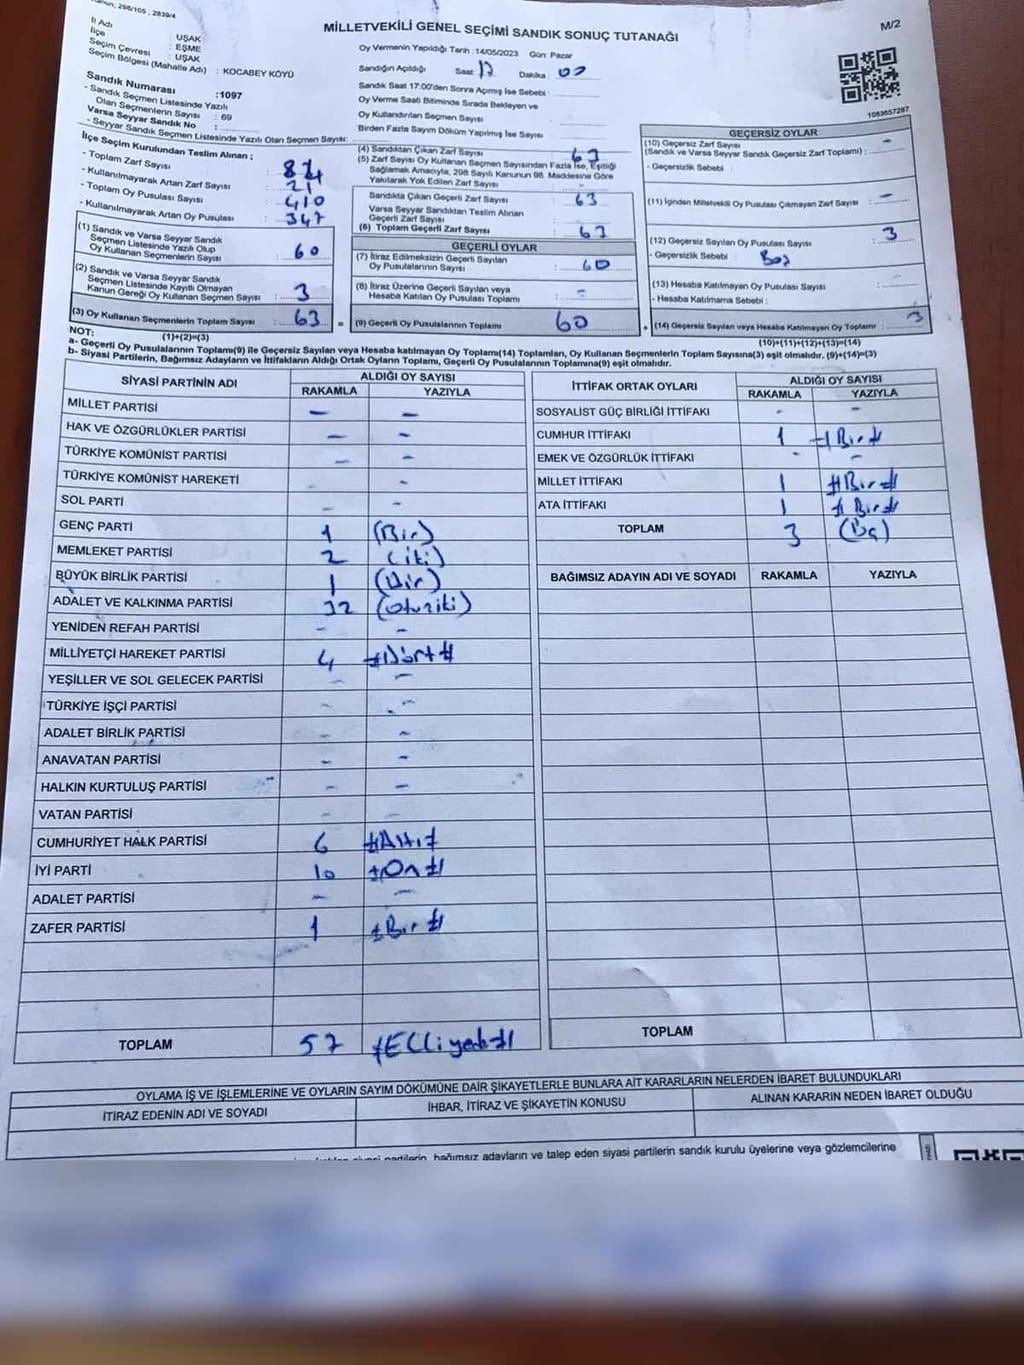 MİLLETVEKİLİ GENEL SEÇİMİ SANDIK SONUÇ TUTANAĞI
M/2
İl Adı : UŞAK
İlçe : EŞME
Seçim Çevresi : UŞAK
Seçim Bölgesi (Mahalle Adı) : KOCABEY KÖYÜ
Sandık Numarası :1097
- Sandık Seçmen Listesinde Yazılı
Olan Seçmenlerin Sayısı : 69
Varsa Seyyar Sandık No :
- Seyyar Sandık Seçmen Listesinde Yazılı Olan Seçmen Sayısı:
Oy Vermenin Yapıldığı Tarih :14/05/2023 Gün: Pazar
Sandığın Açıldığı Saat 17 Dakika 00
Sandık Saat 17:00'den Sonra Açımış İse Sebebi :
Oy Verme Saati Bitiminde Sırada Bekleyen ve
Oy Kullandırılan Seçmen Sayısı :
Birden Fazla Sayım Döküm Yapılmış İse Sayısı :
1083657287
İlçe Seçim Kurulundan Teslim Alınan ;
- Toplam Zarf Sayısı : 84
- Kullanılmayarak Artan Zarf Sayısı : 21
- Toplam Oy Pusulası Sayısı : 410
- Kullanılmayarak Artan Oy Pusulası : 347
(1) Sandık ve Varsa Seyyar Sandık
Seçmen Listesinde Yazılı Olup
Oy Kullanan Seçmenlerin Sayısı : 60
(2) Sandık ve Varsa Seyyar Sandık
Seçmen Listesinde Kayıtlı Olmayan
Kanun Gereği Oy Kullanan Seçmen Sayısı : 3
(3) Oy Kullanan Seçmenlerin Toplam Sayısı : 63
(1)+(2)=(3)
(4) Sandıktan Çıkan Zarf Sayısı : 63
(5) Zarf Sayısı Oy Kullanan Seçmen Sayısından Fazla İse, Eşitliği
Sağlamak Amacıyla, 298 Sayılı Kanunun 98. Maddesine Göre
Yakılarak Yok Edilen Zarf Sayısı : -
Sandıkta Çıkan Geçerli Zarf Sayısı : 63
Varsa Seyyar Sandıktan Teslim Alınan
Geçerli Zarf Sayısı :
(6) Toplam Geçerli Zarf Sayısı : 63
GEÇERLİ OYLAR
(7) İtiraz Edilmeksizin Geçerli Sayılan
Oy Pusulalarının Sayısı : 60
(8) İtiraz Üzerine Geçerli Sayılan veya
Hesaba Katılan Oy Pusulası Toplamı : -
(9) Geçerli Oy Pusulalarının Toplamı 60
GEÇERSİZ OYLAR
(10) Geçersiz Zarf Sayısı
(Sandık ve Varsa Seyyar Sandık Geçersiz Zarf Toplamı) : -
- Geçersizlik Sebebi :
(11) İçinden Milletvekili Oy Pusulası Çıkmayan Zarf Sayısı : -
(12) Geçersiz Sayılan Oy Pusulası Sayısı : 3
- Geçersizlik Sebebi : Boş
(13) Hesaba Katılmayan Oy Pusulası Sayısı : -
- Hesaba Katılmama Sebebi :
(14) Geçersiz Sayılan veya Hesaba Katılmayan Oy Toplamı : 3
(10)+(11)+(12)+(13)=(14)
NOT:
a- Geçerli Oy Pusulalarının Toplamı(9) ile Geçersiz Sayılan veya Hesaba katılmayan Oy Toplamı(14) Toplamları, Oy Kullanan Seçmenlerin Toplam Sayısına(3) eşit olmalıdır. (9)+(14)=(3)
b- Siyasi Partilerin, Bağımsız Adayların ve İttifakların Aldığı Ortak Oyların Toplamı, Geçerli Oy Pusulalarının Toplamına(9) eşit olmalıdır.
SİYASİ PARTİNİN ADI ALDIĞI OY SAYISI
RAKAMLA YAZIYLA
MİLLET PARTİSİ - -
HAK VE ÖZGÜRLÜKLER PARTİSİ - -
TÜRKİYE KOMÜNİST PARTİSİ - -
TÜRKİYE KOMÜNİST HAREKETİ - -
SOL PARTİ - -
GENÇ PARTİ 1 (Bir)
MEMLEKET PARTİSİ 2 (iki)
BÜYÜK BİRLİK PARTİSİ 1 (Bir)
ADALET VE KALKINMA PARTİSİ 32 (Otuziki)
YENİDEN REFAH PARTİSİ - -
MİLLİYETÇİ HAREKET PARTİSİ 4 #Dört#
YEŞİLLER VE SOL GELECEK PARTİSİ - -
TÜRKİYE İŞÇİ PARTİSİ - -
ADALET BİRLİK PARTİSİ - -
ANAVATAN PARTİSİ - -
HALKIN KURTULUŞ PARTİSİ - -
VATAN PARTİSİ - -
CUMHURİYET HALK PARTİSİ 6 #Altı#
İYİ PARTİ 10 #On#
ADALET PARTİSİ - -
ZAFER PARTİSİ 1 #Bir#
TOPLAM 57 #Elliyedi#
İTTİFAK ORTAK OYLARI ALDIĞI OY SAYISI
RAKAMLA YAZIYLA
SOSYALİST GÜÇ BİRLİĞİ İTTİFAKI - -
CUMHUR İTTİFAKI 1 #Bir#
EMEK VE ÖZGÜRLÜK İTTİFAKI - -
MİLLET İTTİFAKI 1 #Bir#
ATA İTTİFAKI 1 #Bir#
TOPLAM 3 (Üç)
BAĞIMSIZ ADAYIN ADI VE SOYADI RAKAMLA YAZIYLA
TOPLAM
OYLAMA İŞ VE İŞLEMLERİNE VE OYLARIN SAYIM DÖKÜMÜNE DAİR ŞİKAYETLERLE BUNLARA AİT KARARLARIN NELERDEN İBARET BULUNDUKLARI
İTİRAZ EDENİN ADI VE SOYADI İHBAR, İTİRAZ VE ŞİKAYETİN KONUSU ALINAN KARARIN NEDEN İBARET OLDUĞU
siyasi partilerin, bağımsız adayların ve talep eden siyasi partilerin sandık kurulu üyelerine veya gözlemcilerine